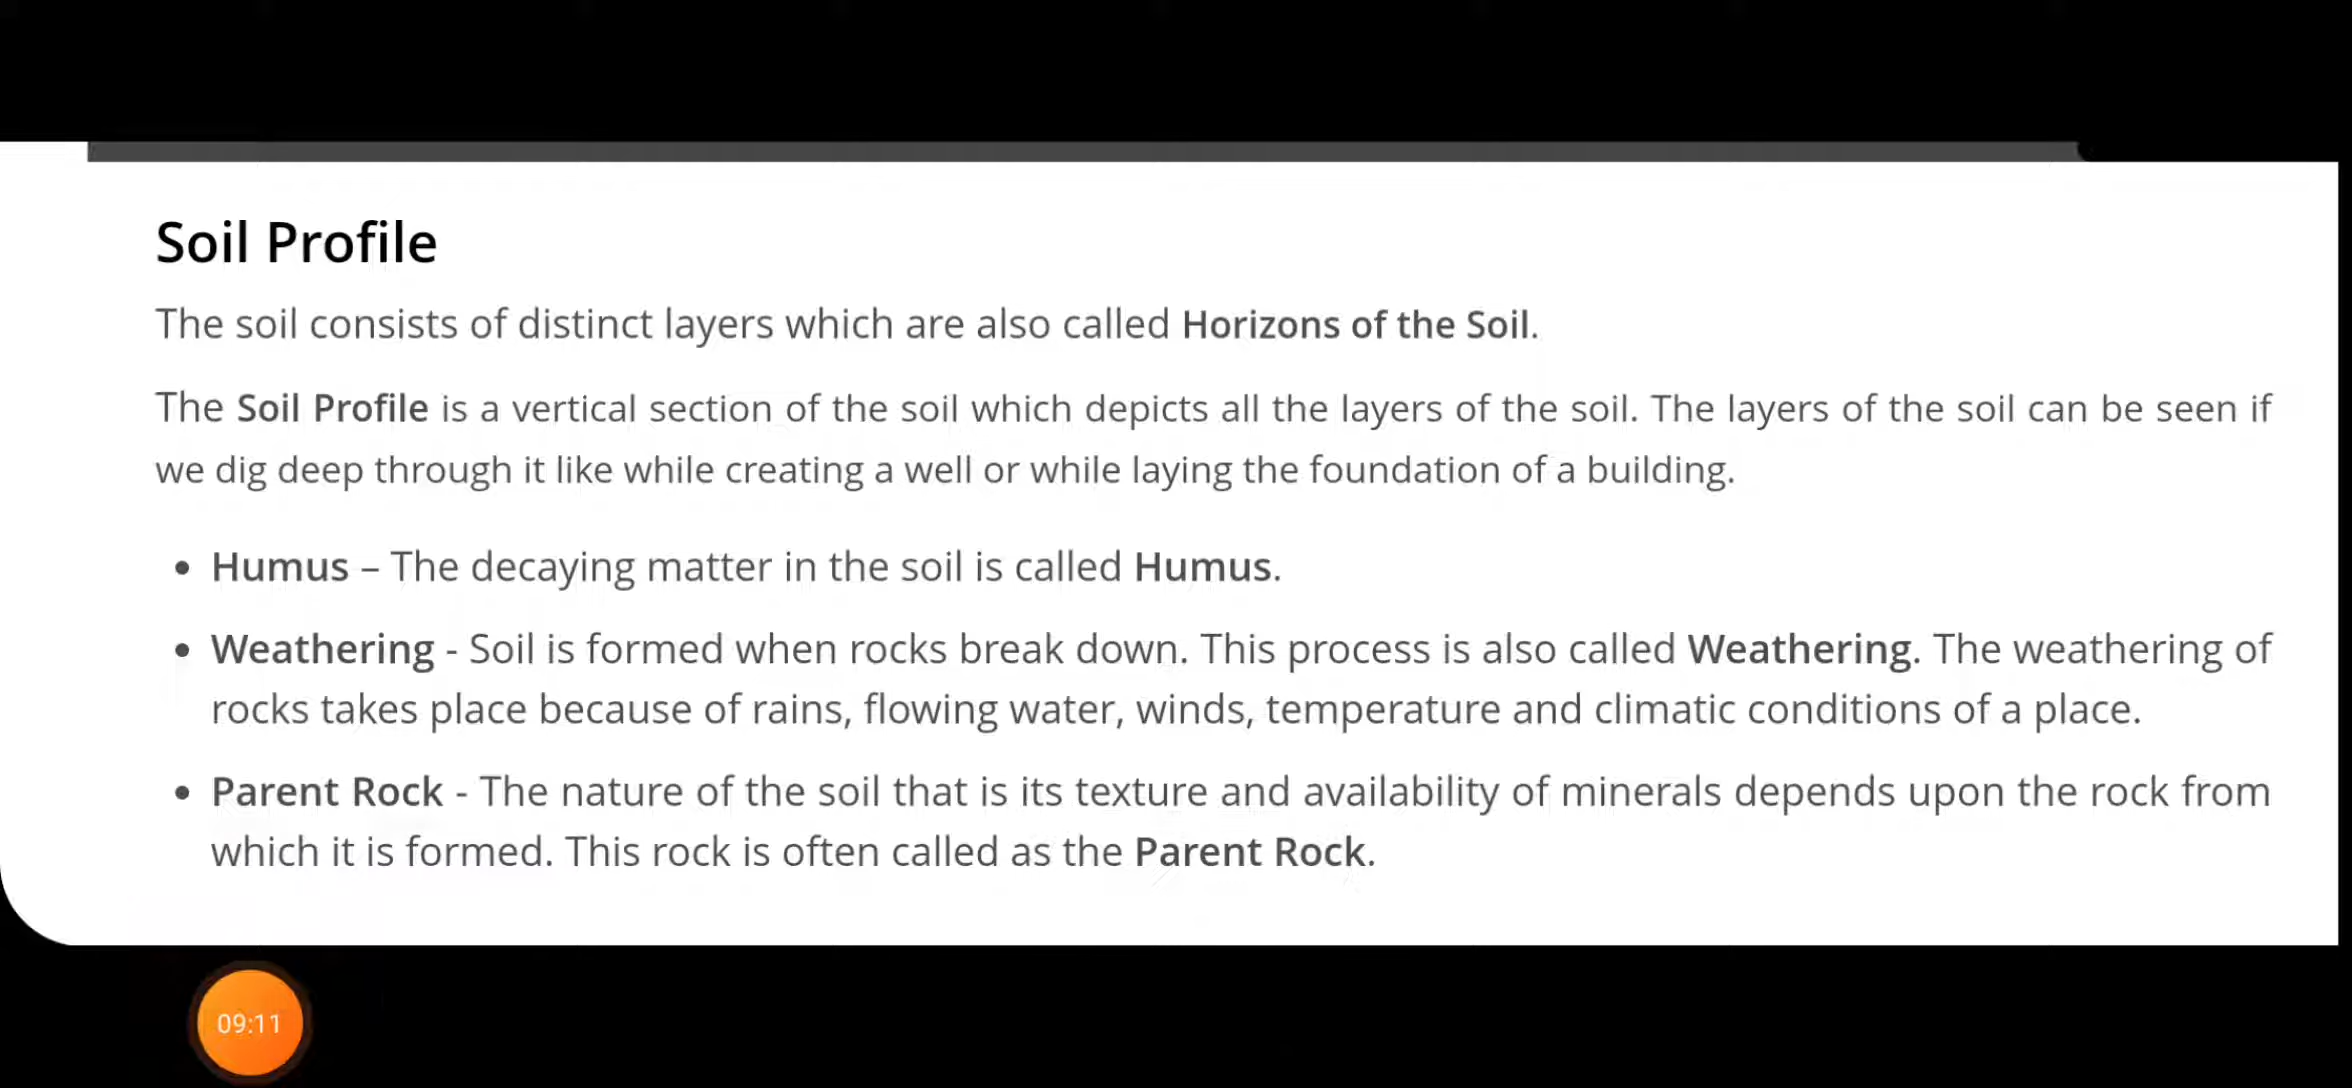 Soil Profile
The soil consists of distinct layers which are also called Horizons of the Soil.
The Soil Profile is a vertical section of the soil which depicts all the layers of the soil. The layers of the soil can be seen if
we dig deep through it like while creating a well or while laying the foundation of a building.
• Humus – The decaying matter in the soil is called Humus.
• Weathering - Soil is formed when rocks break down. This process is also called Weathering. The weathering of
rocks takes place because of rains, flowing water, winds, temperature and climatic conditions of a place.
• Parent Rock - The nature of the soil that is its texture and availability of minerals depends upon the rock from
which it is formed. This rock is often called as the Parent Rock.
09:11